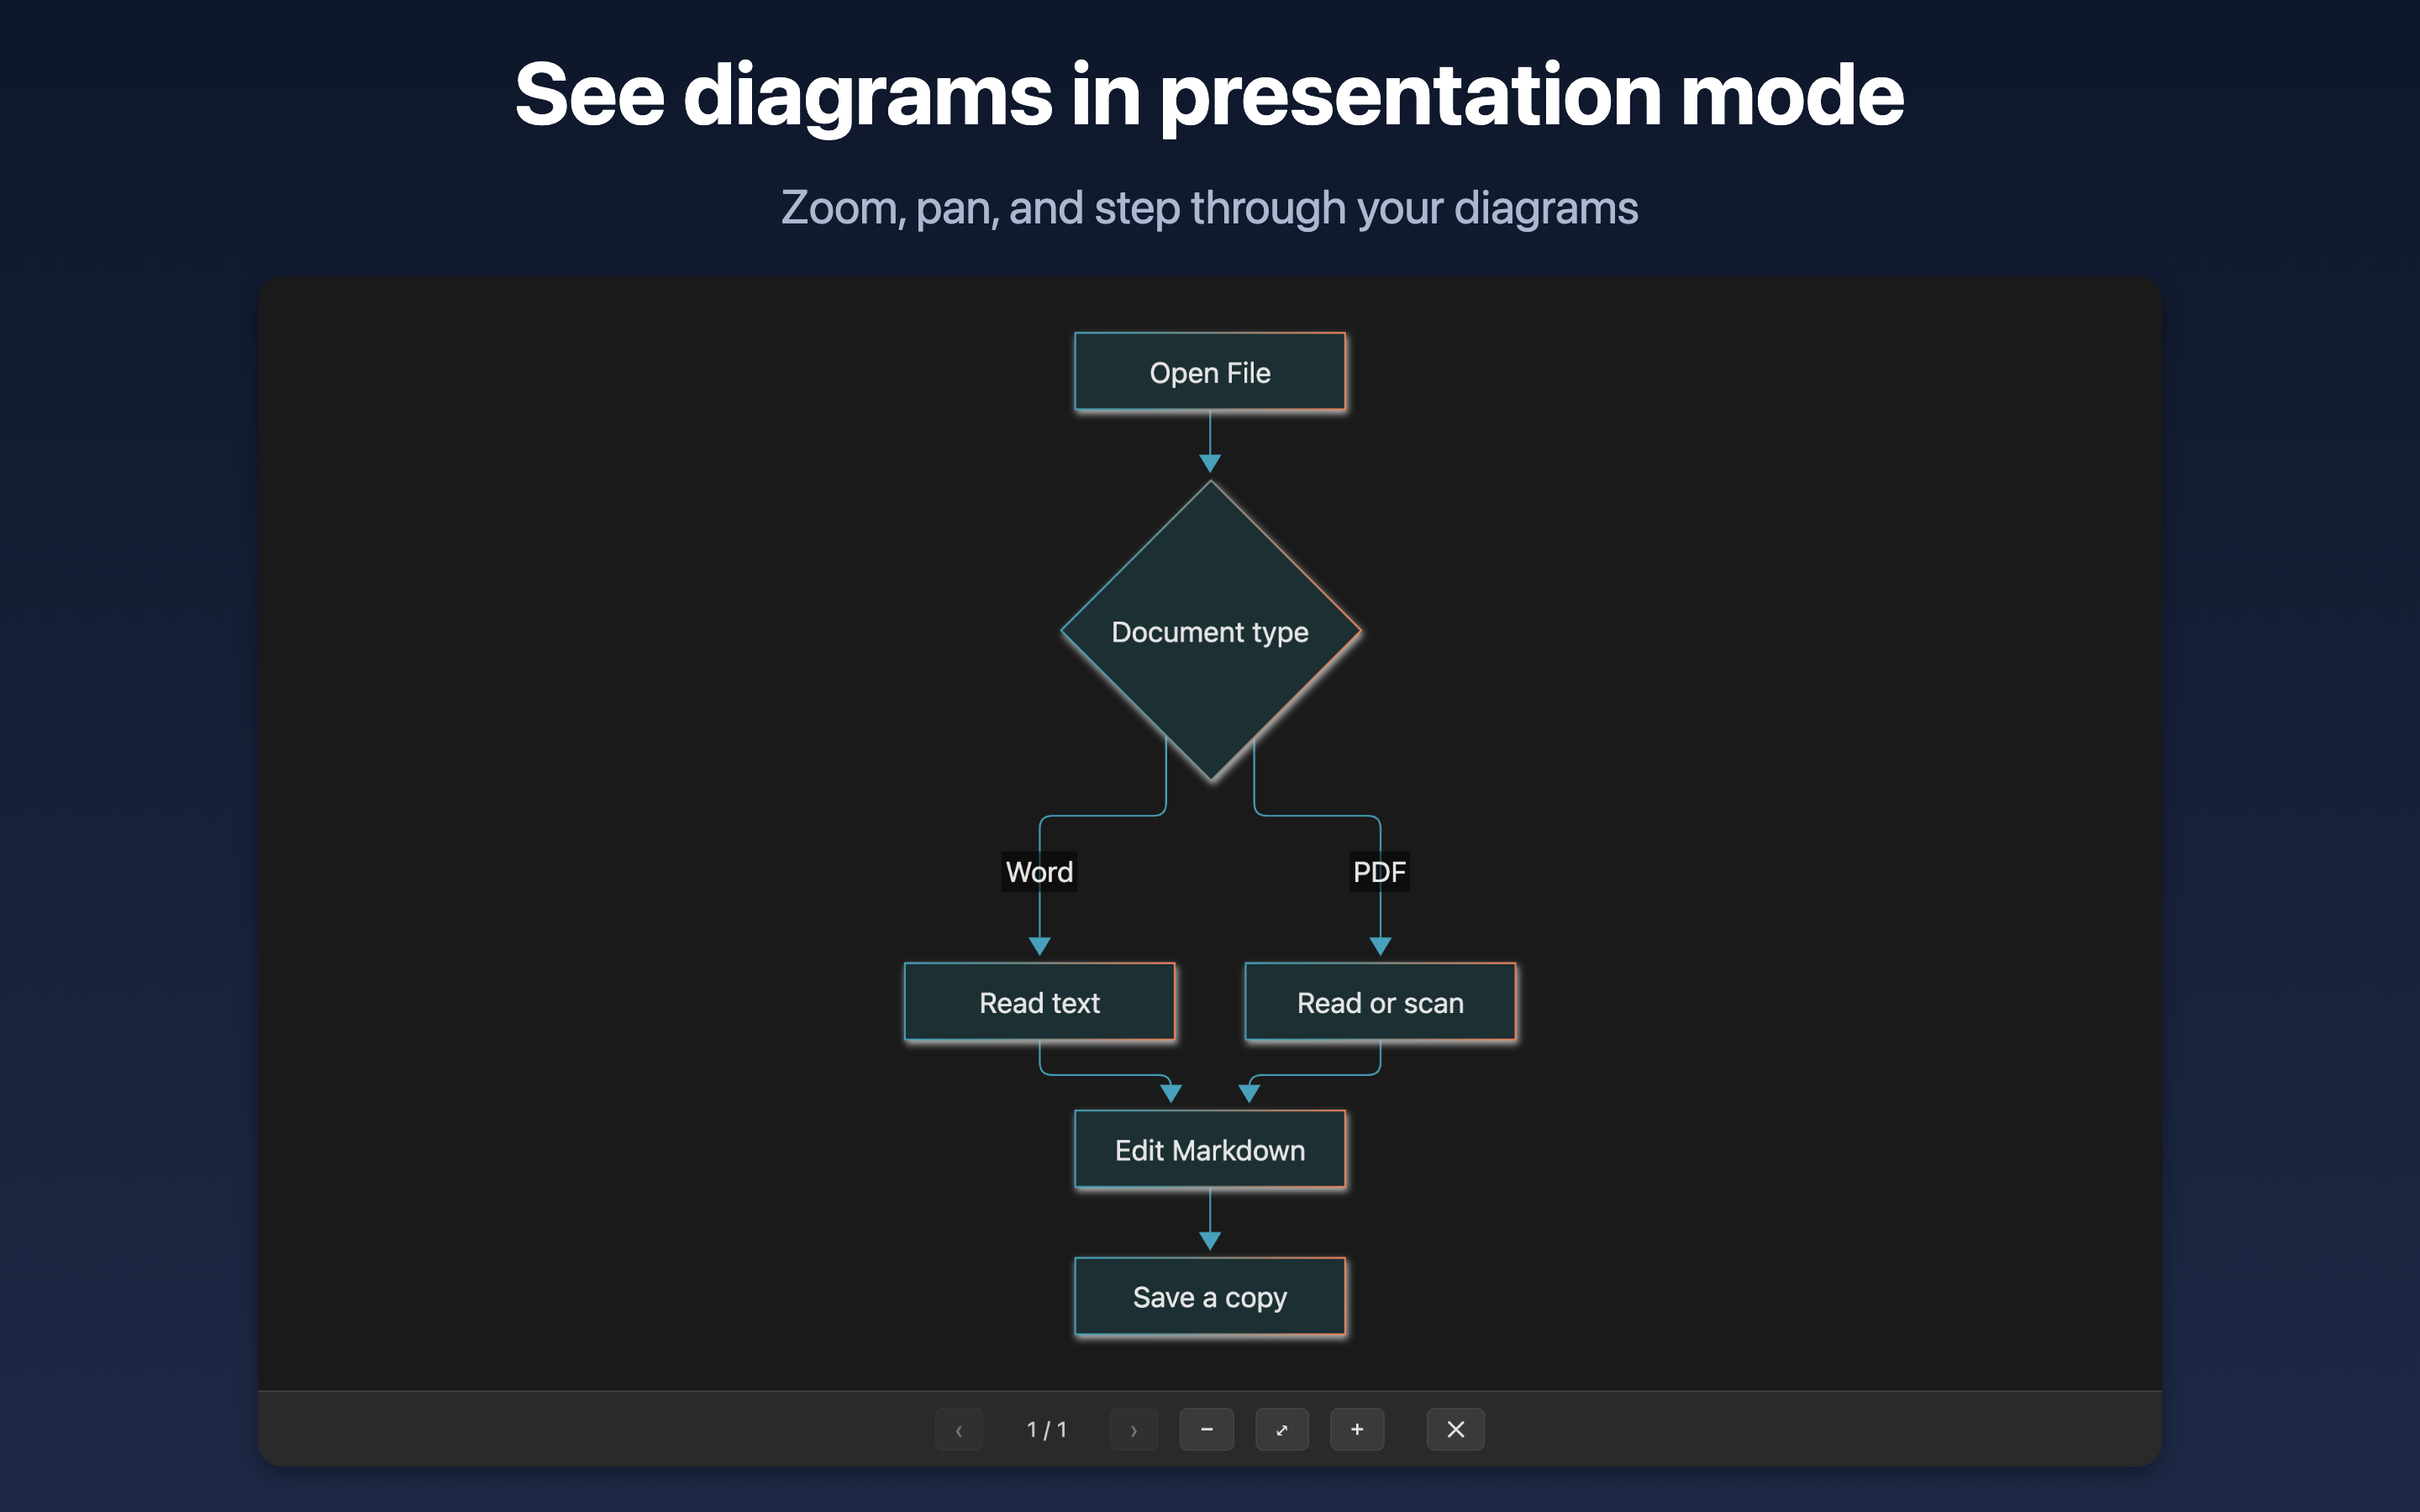 See diagrams in presentation mode
Zoom, pan, and step through your diagrams
Open File
Document type
Word
PDF
Read text
Read or scan
Edit Markdown
Save a copy
‹ 1 / 1 › − ⤢ + ×